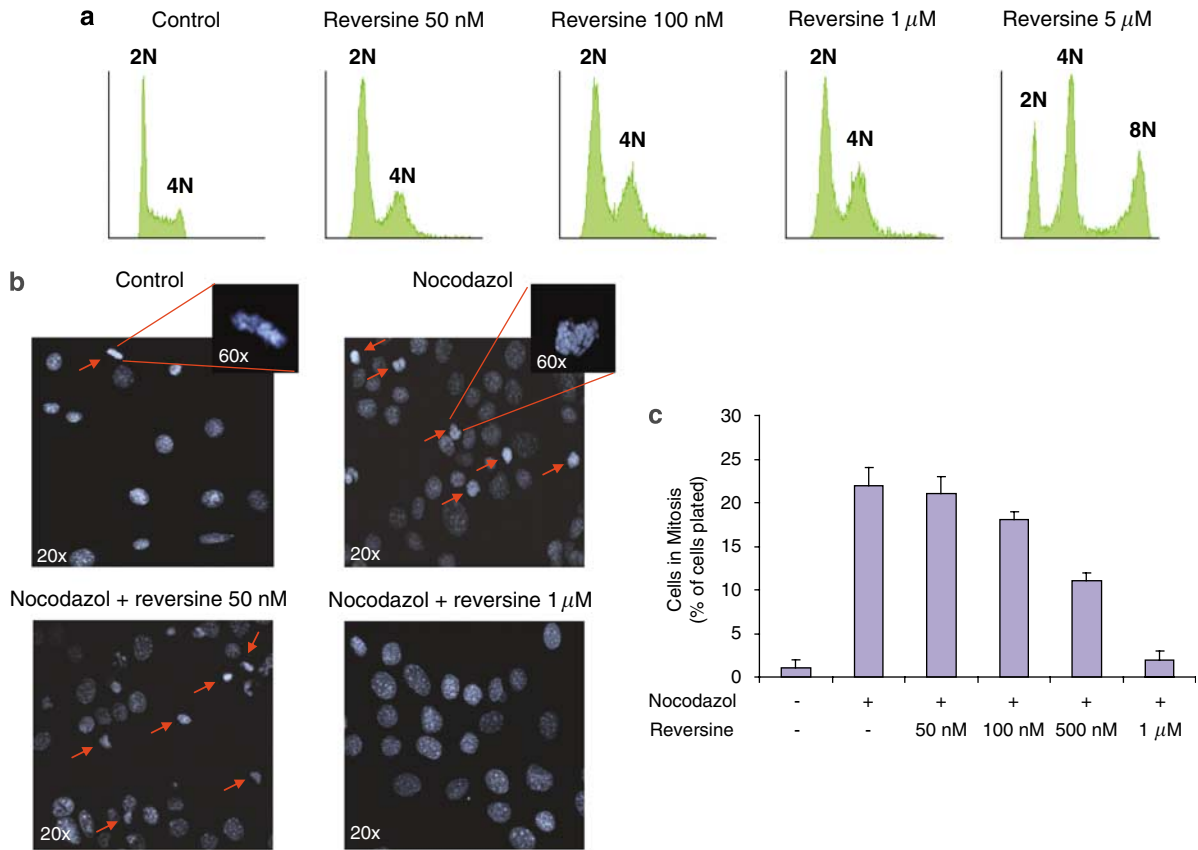 a
Control Reversine 50 nM Reversine 100 nM Reversine 1 μM Reversine 5 μM
2N 4N
2N 4N
2N 4N
2N 4N
2N 4N 8N
b
Control Nocodazol
60x 60x
20x 20x
Nocodazol + reversine 50 nM Nocodazol + reversine 1 μM
20x 20x
c
Cells in Mitosis
(% of cells plated)
30
25
20
15
10
5
0
Nocodazol - + + + + +
Reversine - - 50 nM 100 nM 500 nM 1 μM